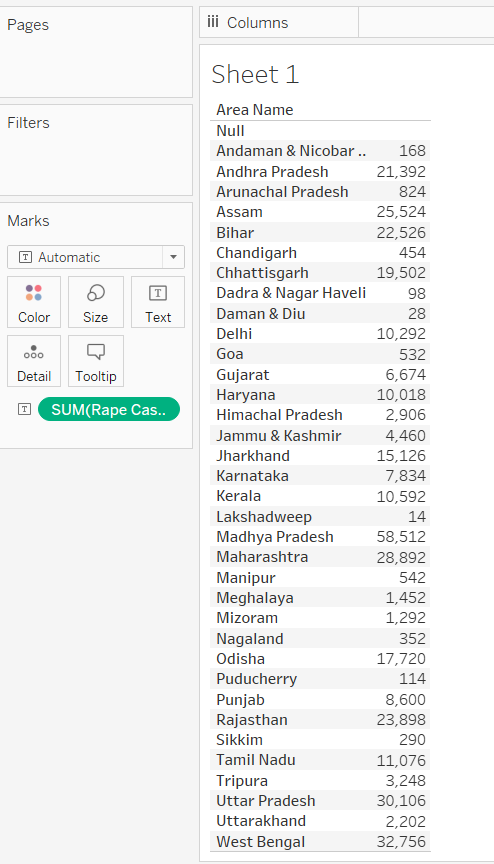 Pages
Columns
Filters
Marks
Automatic
Color Size Text
Detail Tooltip
SUM(Rape Cas..
Sheet 1
Area Name
Null
Andaman & Nicobar .. 168
Andhra Pradesh 21,392
Arunachal Pradesh 824
Assam 25,524
Bihar 22,526
Chandigarh 454
Chhattisgarh 19,502
Dadra & Nagar Haveli 98
Daman & Diu 28
Delhi 10,292
Goa 532
Gujarat 6,674
Haryana 10,018
Himachal Pradesh 2,906
Jammu & Kashmir 4,460
Jharkhand 15,126
Karnataka 7,834
Kerala 10,592
Lakshadweep 14
Madhya Pradesh 58,512
Maharashtra 28,892
Manipur 542
Meghalaya 1,452
Mizoram 1,292
Nagaland 352
Odisha 17,720
Puducherry 114
Punjab 8,600
Rajasthan 23,898
Sikkim 290
Tamil Nadu 11,076
Tripura 3,248
Uttar Pradesh 30,106
Uttarakhand 2,202
West Bengal 32,756